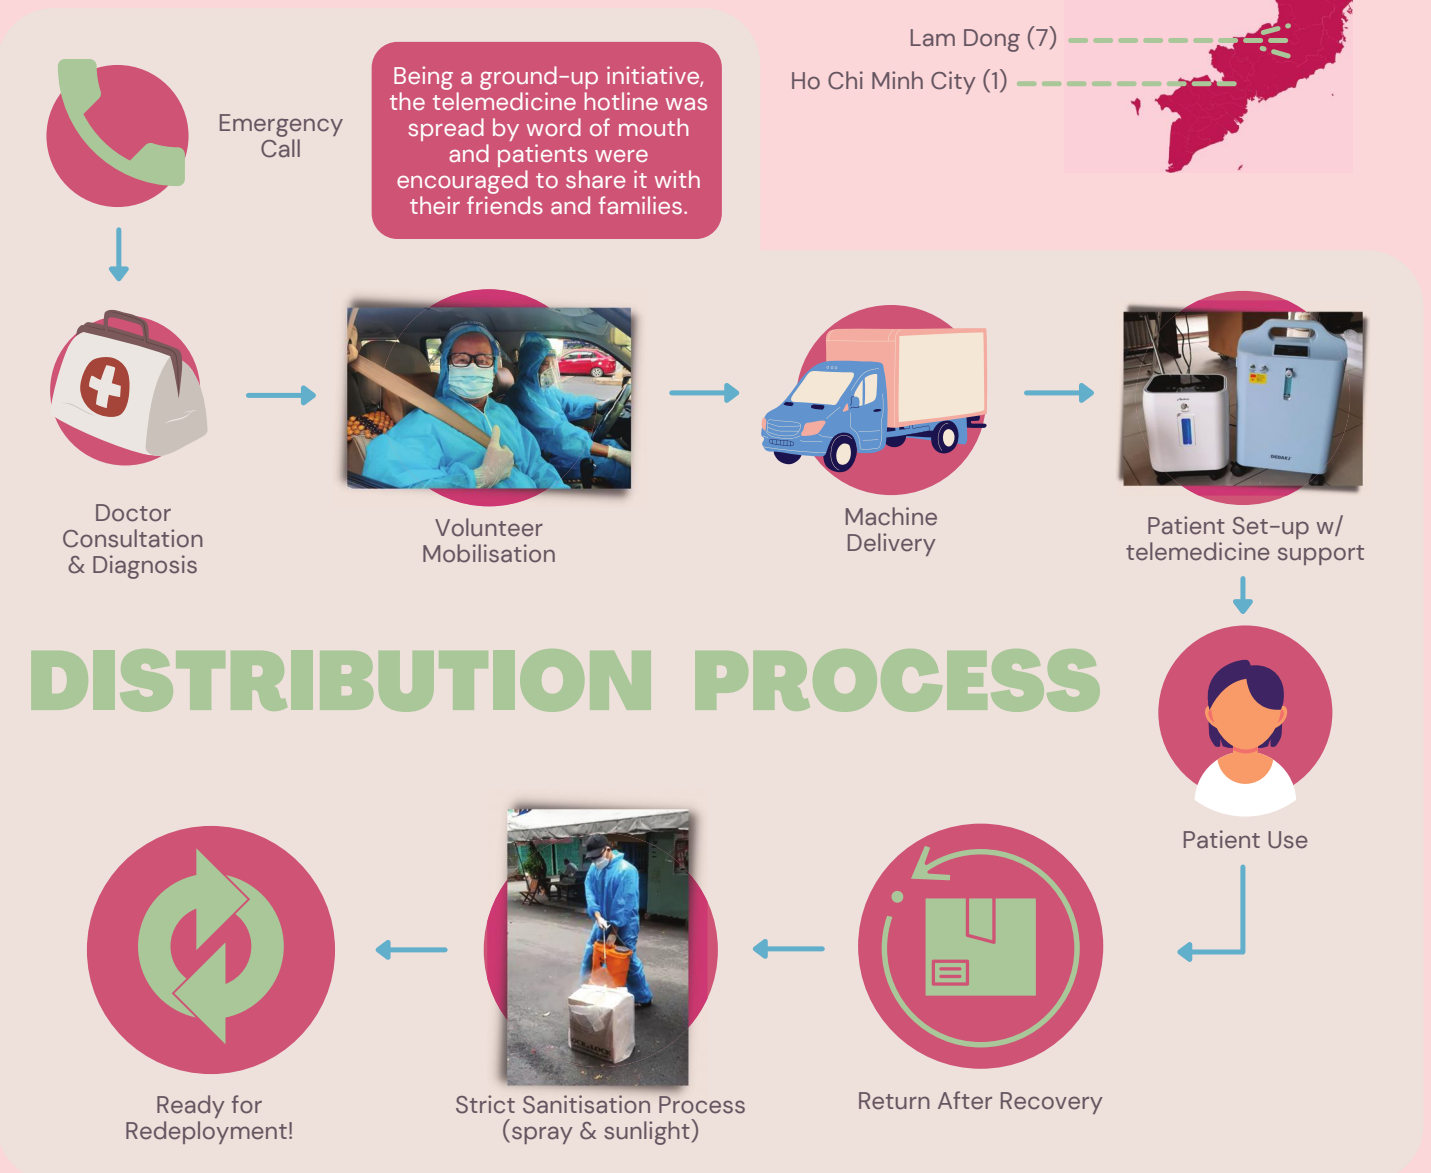 Lam Dong (7)
Ho Chi Minh City (1)
Emergency
Call
Being a ground-up initiative,
the telemedicine hotline was
spread by word of mouth
and patients were
encouraged to share it with
their friends and families.
Doctor
Consultation
& Diagnosis
Volunteer
Mobilisation
Machine
Delivery
DEDAKJ
Patient Set-up w/
telemedicine support
DISTRIBUTION PROCESS
Patient Use
Ready for
Redeployment!
Strict Sanitisation Process
(spray & sunlight)
Return After Recovery